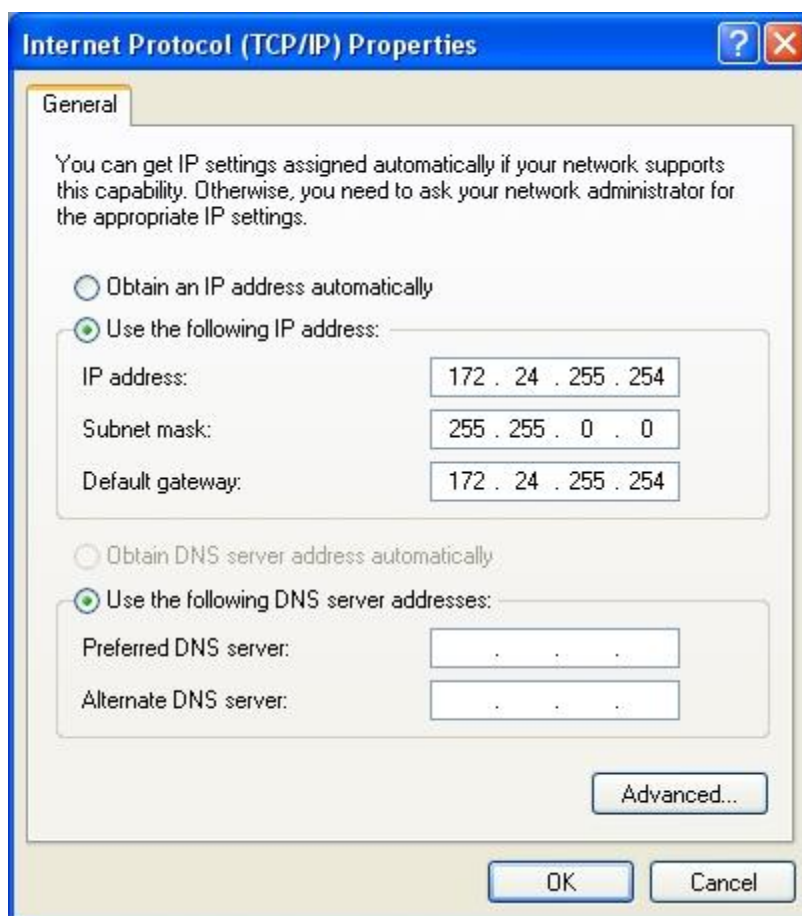 Internet Protocol (TCP/IP) Properties
General
You can get IP settings assigned automatically if your network supports
this capability. Otherwise, you need to ask your network administrator for
the appropriate IP settings.
Obtain an IP address automatically
Use the following IP address:
IP address: 172 . 24 . 255 . 254
Subnet mask: 255 . 255 . 0 . 0
Default gateway: 172 . 24 . 255 . 254
Obtain DNS server address automatically
Use the following DNS server addresses:
Preferred DNS server: . . .
Alternate DNS server: . . .
Advanced...
OK Cancel